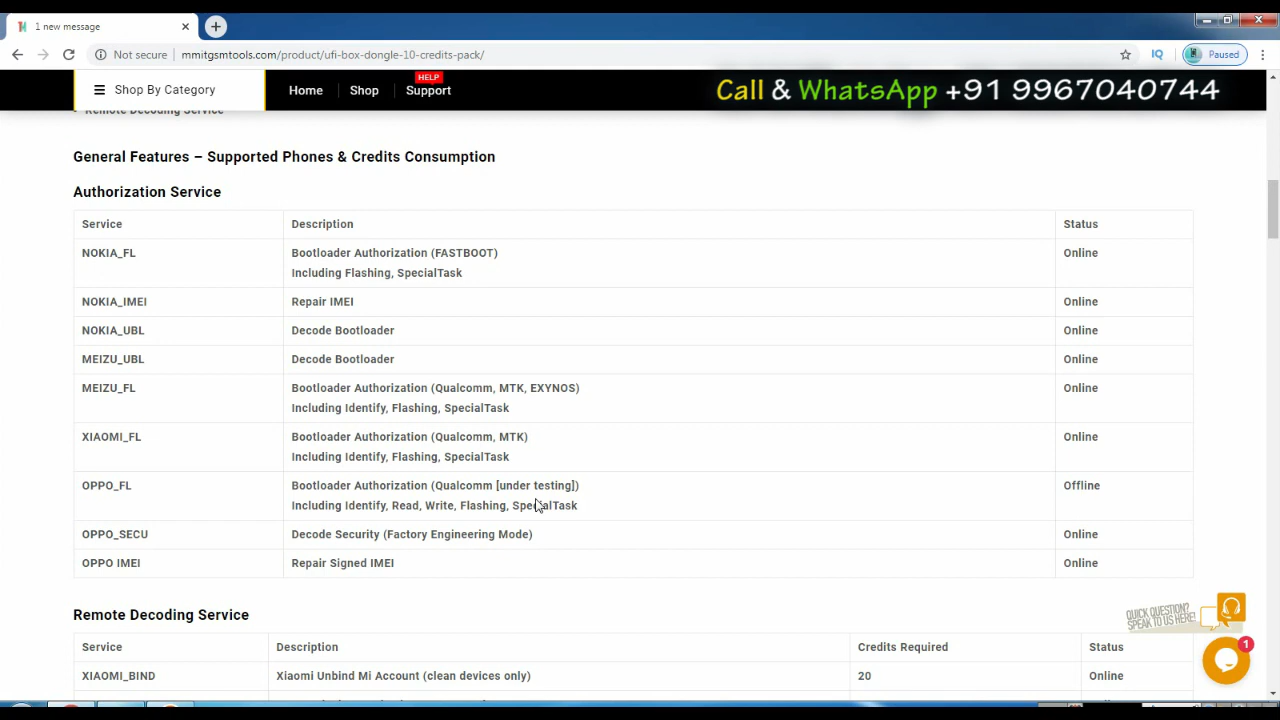 1 new message
Not secure
mmitgsmtools.com/product/ufi-box-dongle-10-credits-pack/
IQ
Paused
Shop By Category
Home
Shop
HELP
Support
Call & WhatsApp +91 9967040744
Remote Decoding Service
General Features – Supported Phones & Credits Consumption
Authorization Service
Service Description Status
NOKIA_FL Bootloader Authorization (FASTBOOT) Online
Including Flashing, SpecialTask
NOKIA_IMEI Repair IMEI Online
NOKIA_UBL Decode Bootloader Online
MEIZU_UBL Decode Bootloader Online
MEIZU_FL Bootloader Authorization (Qualcomm, MTK, EXYNOS) Online
Including Identify, Flashing, SpecialTask
XIAOMI_FL Bootloader Authorization (Qualcomm, MTK) Online
Including Identify, Flashing, SpecialTask
OPPO_FL Bootloader Authorization (Qualcomm [under testing]) Offline
Including Identify, Read, Write, Flashing, SpecialTask
OPPO_SECU Decode Security (Factory Engineering Mode) Online
OPPO IMEI Repair Signed IMEI Online
QUICK QUESTION?
SPEAK TO US HERE!
Remote Decoding Service
1
Service Description Credits Required Status
XIAOMI_BIND Xiaomi Unbind Mi Account (clean devices only) 20 Online